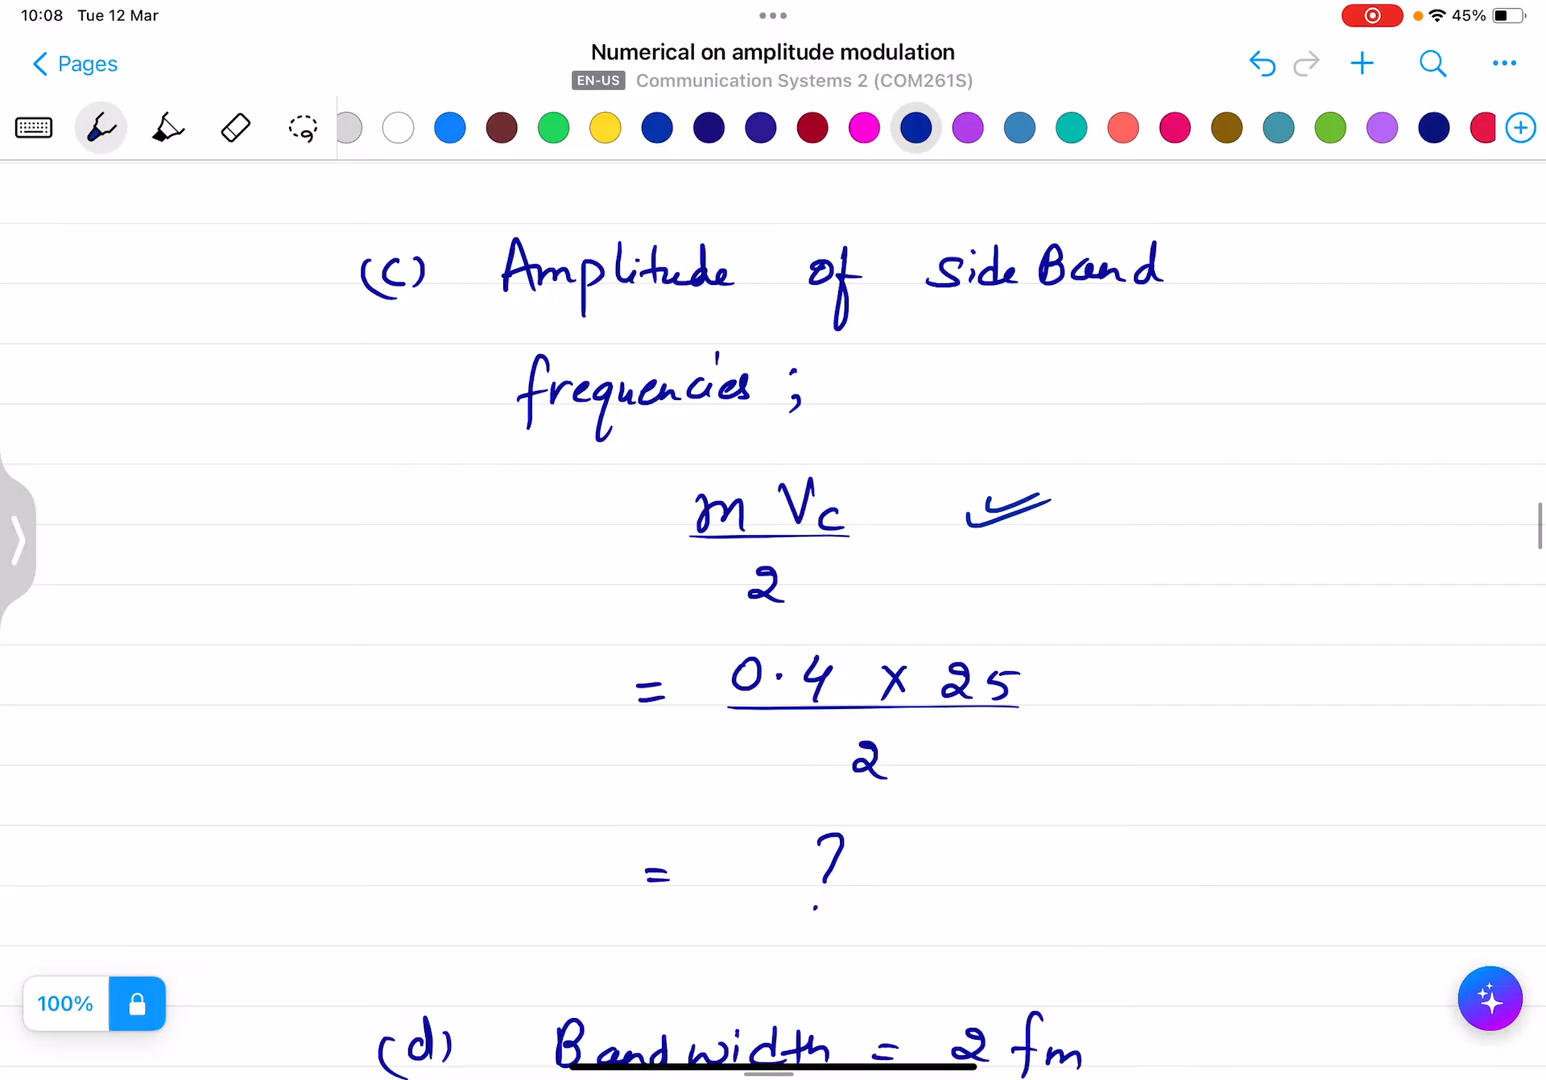 10:08 Tue 12 Mar
45%
Pages
Numerical on amplitude modulation
EN-US Communication Systems 2 (COM261S)
(c) Amplitude of side Band
frequencies ;
m Vc
2
= 0.4 x 25
2
= ?
100%
(d) Bandwidth = 2 fm